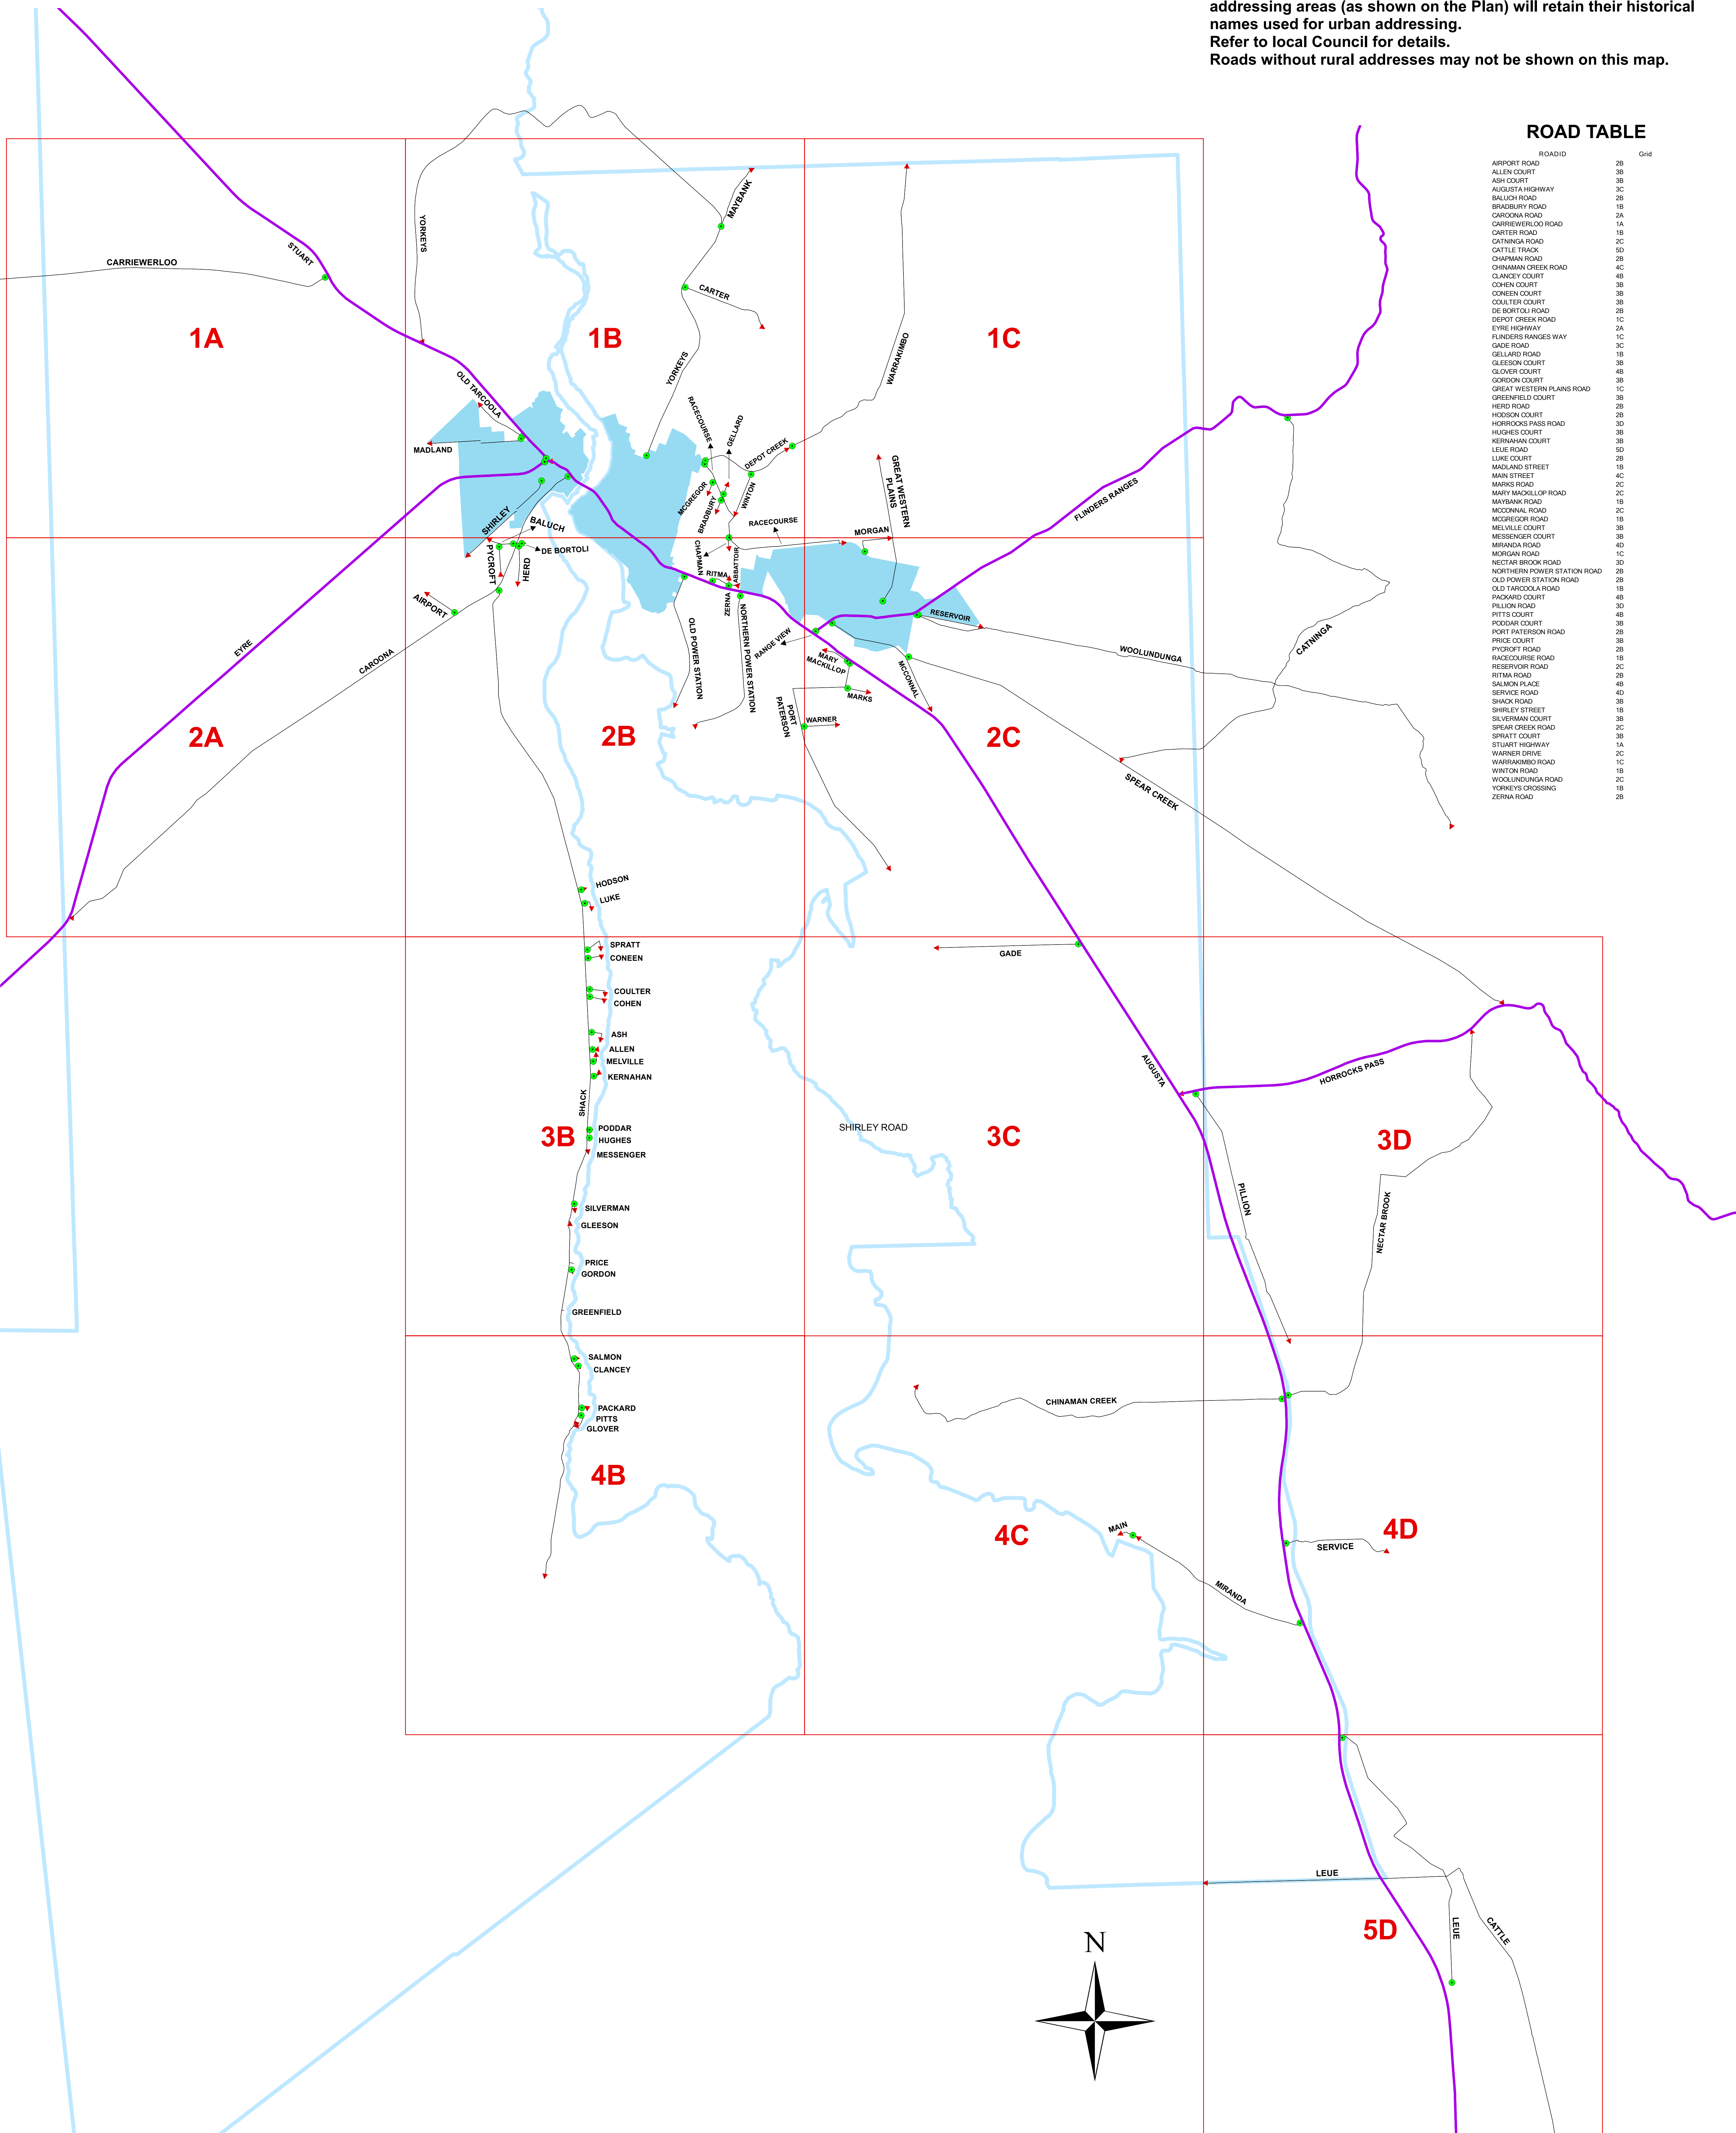 addressing areas (as shown on the Plan) will retain their historical
names used for urban addressing.
Refer to local Council for details.
Roads without rural addresses may not be shown on this map.
ROAD TABLE
ROADID Grid
AIRPORT ROAD 2B
ALLEN COURT 3B
ASH COURT 3B
AUGUSTA HIGHWAY 3C
BALUCH ROAD 2B
BRADBURY ROAD 1B
CAROONA ROAD 2A
CARRIEWERLOO ROAD 1A
CARTER ROAD 1B
CATNINGA ROAD 2C
CATTLE TRACK 5D
CHAPMAN ROAD 2B
CHINAMAN CREEK ROAD 4C
CLANCEY COURT 4B
COHEN COURT 3B
CONEEN COURT 3B
COULTER COURT 3B
DE BORTOLI ROAD 2B
DEPOT CREEK ROAD 1C
EYRE HIGHWAY 2A
FLINDERS RANGES WAY 1C
GADE ROAD 3C
GELLARD ROAD 1B
GLEESON COURT 3B
GLOVER COURT 4B
GORDON COURT 3B
GREAT WESTERN PLAINS ROAD 1C
GREENFIELD COURT 3B
HERD ROAD 2B
HODSON COURT 2B
HORROCKS PASS ROAD 3D
HUGHES COURT 3B
KERNAHAN COURT 3B
LEUE ROAD 5D
LUKE COURT 2B
MADLAND STREET 1B
MAIN STREET 4C
MARKS ROAD 2C
MARY MACKILLOP ROAD 2C
MAYBANK ROAD 1B
MCCONNAL ROAD 2C
MCGREGOR ROAD 1B
MELVILLE COURT 3B
MESSENGER COURT 3B
MIRANDA ROAD 4D
MORGAN ROAD 1C
NECTAR BROOK ROAD 3D
NORTHERN POWER STATION ROAD 2B
OLD POWER STATION ROAD 2B
OLD TARCOOLA ROAD 1B
PACKARD COURT 4B
PILLION ROAD 3D
PITTS COURT 4B
PODDAR COURT 3B
PORT PATERSON ROAD 2B
PRICE COURT 3B
PYCROFT ROAD 2B
RACECOURSE ROAD 1B
RESERVOIR ROAD 2C
RITMA ROAD 2B
SALMON PLACE 4B
SERVICE ROAD 4D
SHACK ROAD 3B
SHIRLEY STREET 1B
SILVERMAN COURT 3B
SPEAR CREEK ROAD 2C
SPRATT COURT 3B
STUART HIGHWAY 1A
WARNER DRIVE 2C
WARRAKIMBO ROAD 1C
WINTON ROAD 1B
WOOLUNDUNGA ROAD 2C
YORKEYS CROSSING 1B
ZERNA ROAD 2B
MAYBANK
YORKEYS
STUART
CARRIEWERLOO
CARTER
1A
1B
1C
WARRAKIMBO
YORKEYS
OLD TARCOOLA
RACECOURSE
GELLARD
MADLAND
DEPOT CREEK
GREAT WESTERN
PLAINS
FLINDERS RANGES
MCGREGOR
BRADBURY
WINTON
SHIRLEY
BALUCH
RACECOURSE
MORGAN
DE BORTOLI
PYCROFT
HERD
CHAPMAN
ABBATTOIR
RITMA
ZERNA
AIRPORT
NORTHERN POWER STATION
OLD POWER STATION
RESERVOIR
RANGE VIEW
EYRE
CAROONA
MARY
MACKILLOP
MCCONNAL
WOOLUNDUNGA
CATNINGA
MARKS
PORT
PATERSON
WARNER
2A
2B
2C
SPEAR CREEK
HODSON
LUKE
SPRATT
CONEEN
GADE
COULTER
COHEN
ASH
ALLEN
MELVILLE
KERNAHAN
AUGUSTA
HORROCKS PASS
SHACK
PODDAR
HUGHES
MESSENGER
SHIRLEY ROAD
3B
3C
3D
PILLION
NECTAR BROOK
SILVERMAN
GLEESON
PRICE
GORDON
GREENFIELD
SALMON
CLANCEY
CHINAMAN CREEK
PACKARD
PITTS
GLOVER
4B
4C
4D
MAIN
SERVICE
MIRANDA
LEUE
LEUE
CATTLE
5D
N